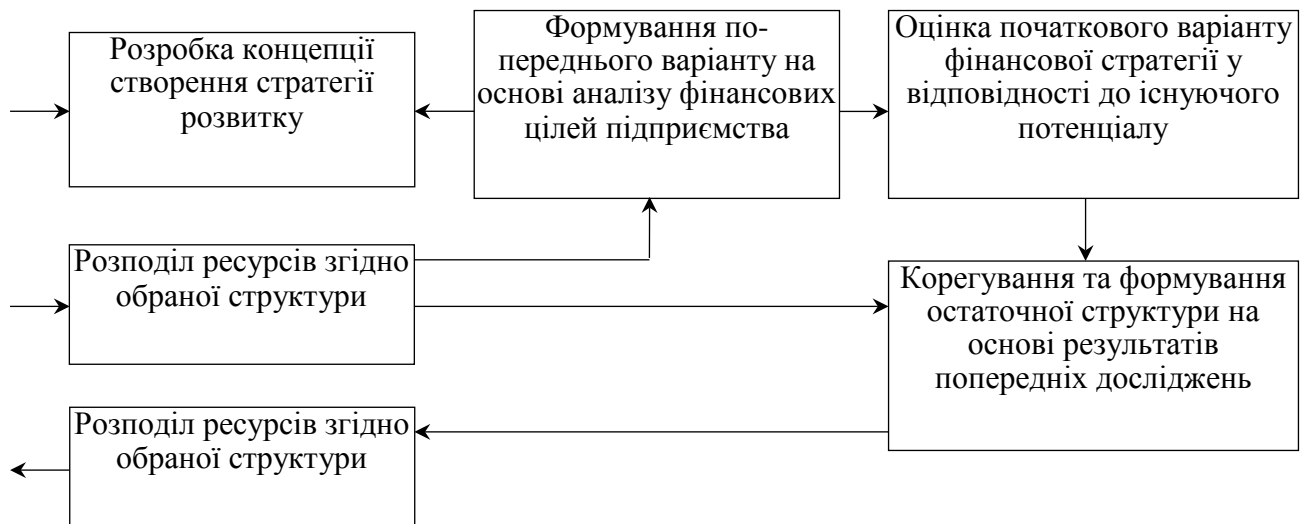 Розробка концепції
створення стратегії
розвитку
Формування по-
переднього варіанту на
основі аналізу фінансових
цілей підприємства
Оцінка початкового варіанту
фінансової стратегії у
відповідності до існуючого
потенціалу
Розподіл ресурсів згідно
обраної структури
Корегування та формування
остаточної структури на
основі результатів
попередніх досліджень
Розподіл ресурсів згідно
обраної структури